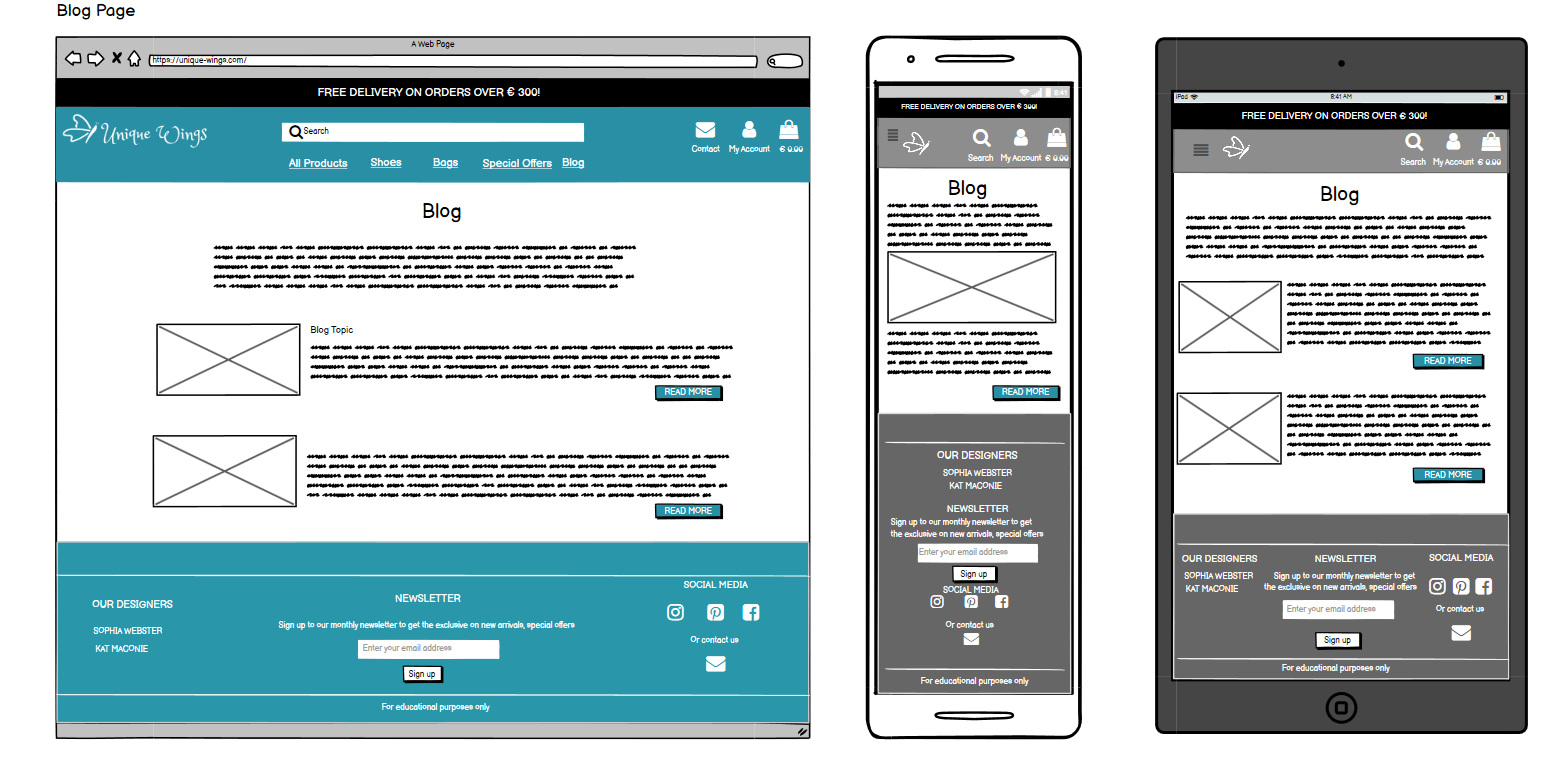 Blog Page
A Web Page
https://unique-wings.com/
FREE DELIVERY ON ORDERS OVER € 300!
Unique Wings
Search
Contact
My Account
€ 0.00
All Products
Shoes
Bags
Special Offers
Blog
Blog
Blog Topic
READ MORE
READ MORE
OUR DESIGNERS
SOPHIA WEBSTER
KAT MACONIE
NEWSLETTER
Sign up to our monthly newsletter to get the exclusive on new arrivals, special offers
Enter your email address
Sign up
SOCIAL MEDIA
Or contact us
For educational purposes only
8:41
FREE DELIVERY ON ORDERS OVER € 300!
Search
My Account
€ 0.00
Blog
READ MORE
OUR DESIGNERS
SOPHIA WEBSTER
KAT MACONIE
NEWSLETTER
Sign up to our monthly newsletter to get
the exclusive on new arrivals, special offers
Enter your email address
Sign up
SOCIAL MEDIA
Or contact us
For educational purposes only
iPad
8:41 AM
FREE DELIVERY ON ORDERS OVER € 300!
Search
My Account
€ 0.00
Blog
READ MORE
READ MORE
OUR DESIGNERS
SOPHIA WEBSTER
KAT MACONIE
NEWSLETTER
Sign up to our monthly newsletter to get
the exclusive on new arrivals, special offers
Enter your email address
Sign up
SOCIAL MEDIA
Or contact us
For educational purposes only